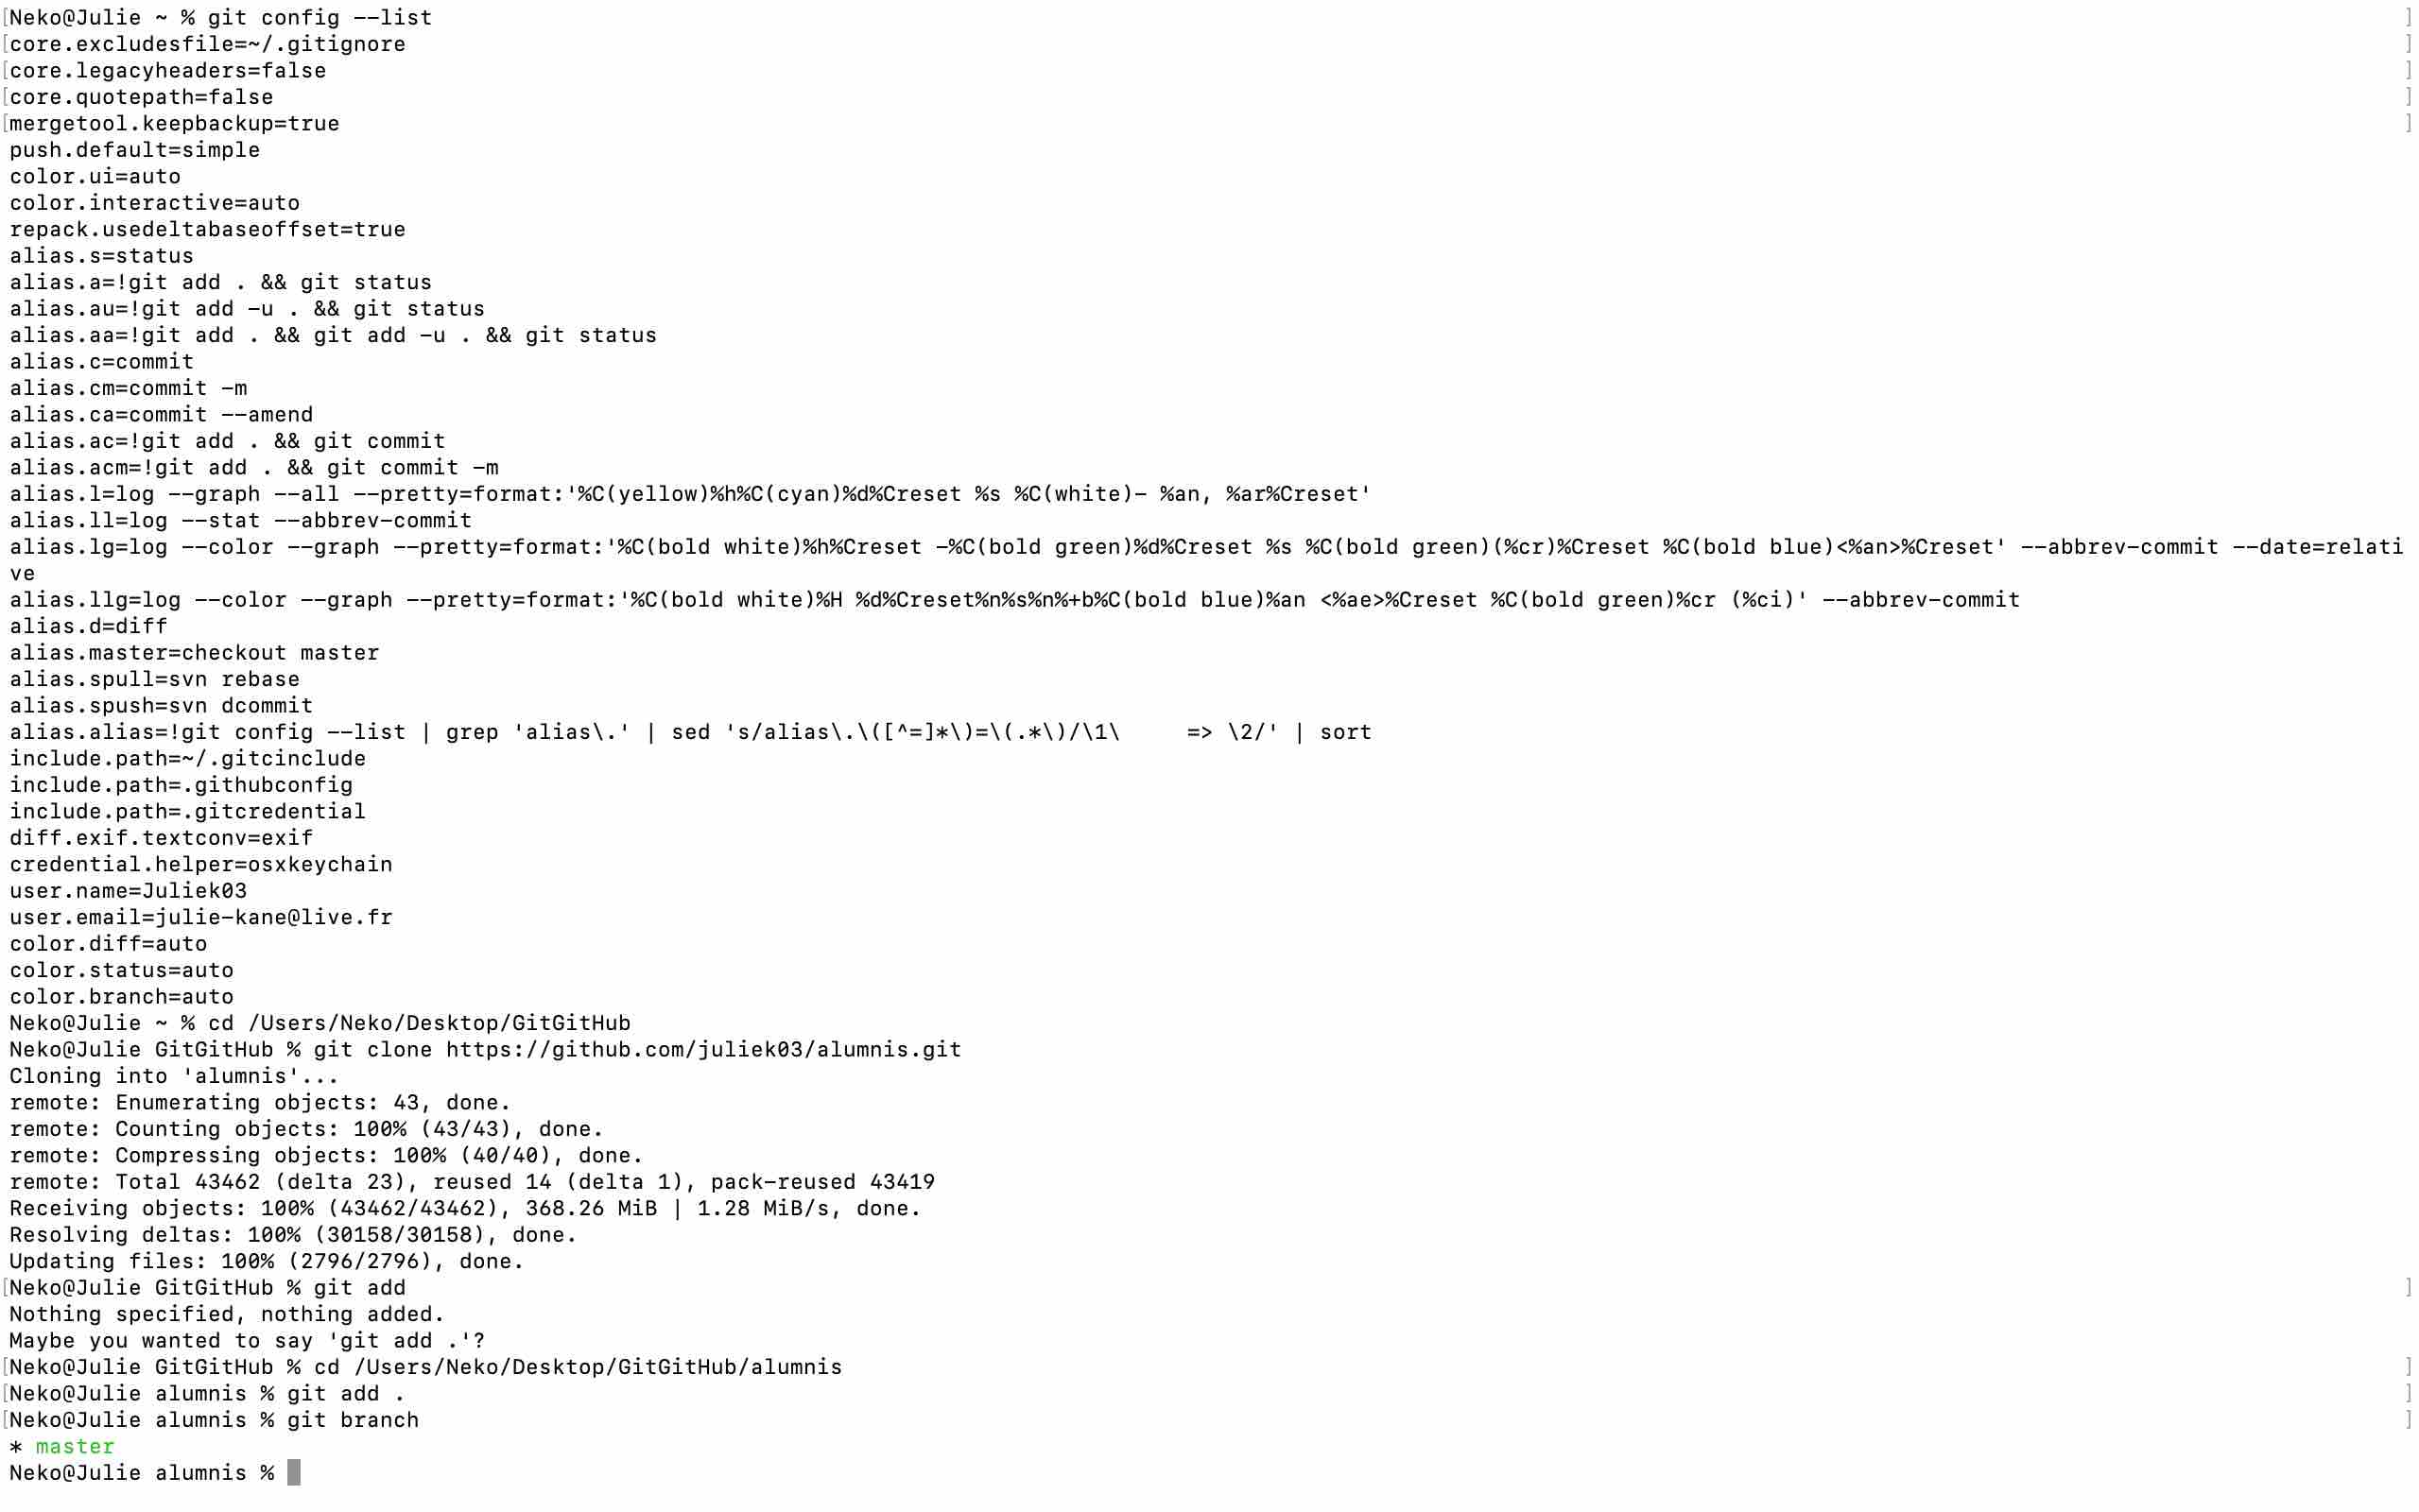 [Neko@Julie ~ % git config --list ]
[core.excludesfile=~/.gitignore ]
[core.legacyheaders=false ]
[core.quotepath=false ]
[mergetool.keepbackup=true ]
push.default=simple
color.ui=auto
color.interactive=auto
repack.usedeltabaseoffset=true
alias.s=status
alias.a=!git add . && git status
alias.au=!git add -u . && git status
alias.aa=!git add . && git add -u . && git status
alias.c=commit
alias.cm=commit -m
alias.ca=commit --amend
alias.ac=!git add . && git commit
alias.acm=!git add . && git commit -m
alias.l=log --graph --all --pretty=format:'%C(yellow)%h%C(cyan)%d%Creset %s %C(white)- %an, %ar%Creset'
alias.ll=log --stat --abbrev-commit
alias.lg=log --color --graph --pretty=format:'%C(bold white)%h%Creset -%C(bold green)%d%Creset %s %C(bold green)(%cr)%Creset %C(bold blue)<%an>%Creset' --abbrev-commit --date=relati
ve
alias.llg=log --color --graph --pretty=format:'%C(bold white)%H %d%Creset%n%s%n%+b%C(bold blue)%an <%ae>%Creset %C(bold green)%cr (%ci)' --abbrev-commit
alias.d=diff
alias.master=checkout master
alias.spull=svn rebase
alias.spush=svn dcommit
alias.alias=!git config --list | grep 'alias\.' | sed 's/alias\.\([^=]*\)=\(.*\)/\1\     => \2/' | sort
include.path=~/.gitcinclude
include.path=.githubconfig
include.path=.gitcredential
diff.exif.textconv=exif
credential.helper=osxkeychain
user.name=Juliek03
user.email=julie-kane@live.fr
color.diff=auto
color.status=auto
color.branch=auto
Neko@Julie ~ % cd /Users/Neko/Desktop/GitGitHub
Neko@Julie GitGitHub % git clone https://github.com/juliek03/alumnis.git
Cloning into 'alumnis'...
remote: Enumerating objects: 43, done.
remote: Counting objects: 100% (43/43), done.
remote: Compressing objects: 100% (40/40), done.
remote: Total 43462 (delta 23), reused 14 (delta 1), pack-reused 43419
Receiving objects: 100% (43462/43462), 368.26 MiB | 1.28 MiB/s, done.
Resolving deltas: 100% (30158/30158), done.
Updating files: 100% (2796/2796), done.
[Neko@Julie GitGitHub % git add ]
Nothing specified, nothing added.
Maybe you wanted to say 'git add .'?
[Neko@Julie GitGitHub % cd /Users/Neko/Desktop/GitGitHub/alumnis ]
[Neko@Julie alumnis % git add . ]
[Neko@Julie alumnis % git branch ]
* master
Neko@Julie alumnis %